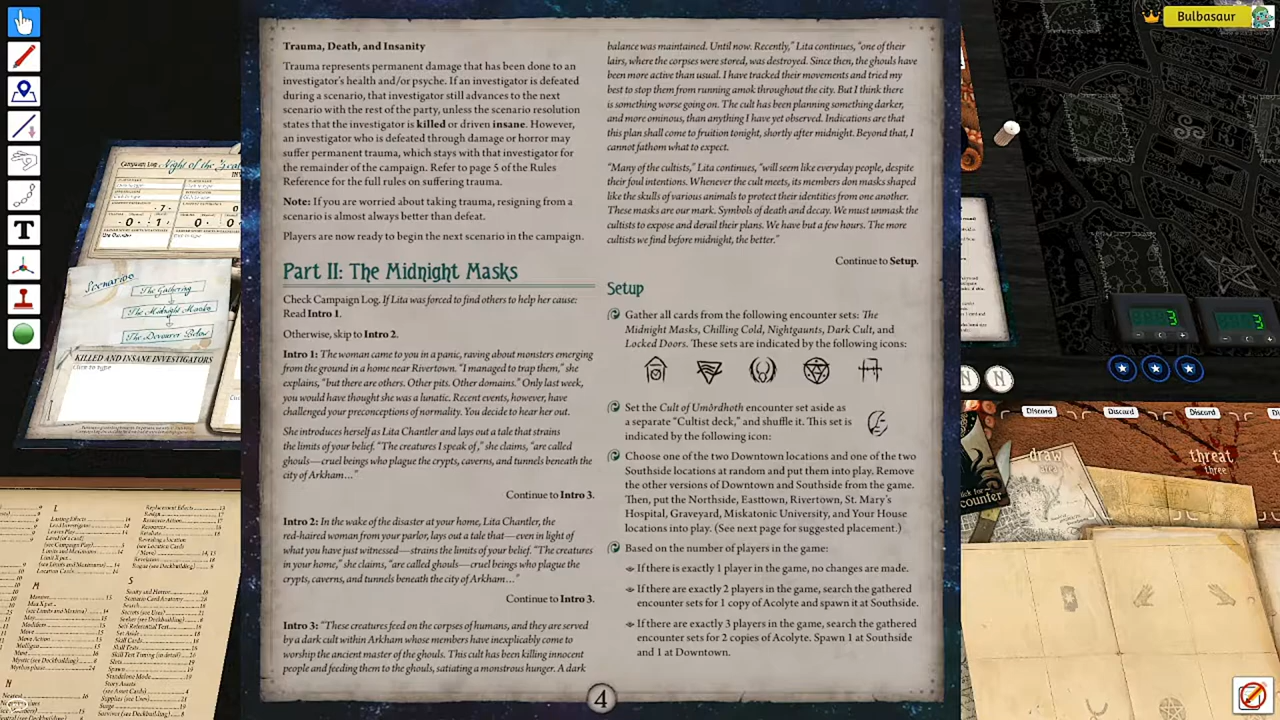 Bulbasaur
Trauma, Death, and Insanity
Trauma represents permanent damage that has been done to an
investigator's health and/or psyche. If an investigator is defeated
during a scenario, that investigator still advances to the next
scenario with the rest of the party, unless the scenario resolution
states that the investigator is killed or driven insane. However,
an investigator who is defeated through damage or horror may
suffer permanent trauma, which stays with that investigator for
the remainder of the campaign. Refer to page 5 of the Rules
Reference for the full rules on suffering trauma.
Note: If you are worried about taking trauma, resigning from a
scenario is almost always better than defeat.
Players are now ready to begin the next scenario in the campaign.
Part II: The Midnight Masks
Check Campaign Log. If Lita was forced to find others to help her cause:
Read Intro 1.
Otherwise, skip to Intro 2.
Intro 1: The woman came to you in a panic, raving about monsters emerging
from the ground in a home near Rivertown. "I managed to trap them," she
explains, "but there are others. Other pits. Other domains." Only last week,
you would have thought she was a lunatic. Recent events, however, have
challenged your preconceptions of normality. You decide to hear her out.
She introduces herself as Lita Chantler and lays out a tale that strains
the limits of your belief. "The creatures I speak of," she claims, "are called
ghouls—cruel beings who plague the crypts, caverns, and tunnels beneath the
city of Arkham…"
Continue to Intro 3.
Intro 2: In the wake of the disaster at your home, Lita Chantler, the
red-haired woman from your parlor, lays out a tale that—even in light of
what you have just witnessed—strains the limits of your belief. "The creatures
in your home," she claims, "are called ghouls—cruel beings who plague the
crypts, caverns, and tunnels beneath the city of Arkham…"
Continue to Intro 3.
Intro 3: "These creatures feed on the corpses of humans, and they are served
by a dark cult within Arkham whose members have inexplicably come to
worship the ancient master of the ghouls. This cult has been killing innocent
people and feeding them to the ghouls, satiating a monstrous hunger. A dark
balance was maintained. Until now. Recently," Lita continues, "one of their
lairs, where the corpses were stored, was destroyed. Since then, the ghouls have
been more active than usual. I have tracked their movements and tried my
best to stop them from running amok throughout the city. But I think there
is something worse going on. The cult has been planning something darker,
and more ominous, than anything I have yet observed. Indications are that
this plan shall come to fruition tonight, shortly after midnight. Beyond that, I
cannot fathom what to expect.
"Many of the cultists," Lita continues, "will seem like everyday people, despite
their foul intentions. Whenever the cult meets, its members don masks shaped
like the skulls of various animals to protect their identities from one another.
These masks are our mark. Symbols of death and decay. We must unmask the
cultists to expose and derail their plans. We have but a few hours. The more
cultists we find before midnight, the better."
Continue to Setup.
Setup
Gather all cards from the following encounter sets: The
Midnight Masks, Chilling Cold, Nightgaunts, Dark Cult, and
Locked Doors. These sets are indicated by the following icons:
Set the Cult of Umôrdhoth encounter set aside as
a separate "Cultist deck," and shuffle it. This set is
indicated by the following icon:
Choose one of the two Downtown locations and one of the two
Southside locations at random and put them into play. Remove
the other versions of Downtown and Southside from the game.
Then, put the Northside, Easttown, Rivertown, St. Mary's
Hospital, Graveyard, Miskatonic University, and Your House
locations into play. (See next page for suggested placement.)
Based on the number of players in the game:
If there is exactly 1 player in the game, no changes are made.
If there are exactly 2 players in the game, search the gathered
encounter sets for 1 copy of Acolyte and spawn it at Southside.
If there are exactly 3 players in the game, search the gathered
encounter sets for 2 copies of Acolyte. Spawn 1 at Southside
and 1 at Downtown.
4
Campaign Log
Scenarios
The Gathering
The Midnight Masks
The Devourer Below
KILLED AND INSANE INVESTIGATORS
Click to type
3
3
N
N
Discard
Discard
Discard
draw
area
threat
three
T